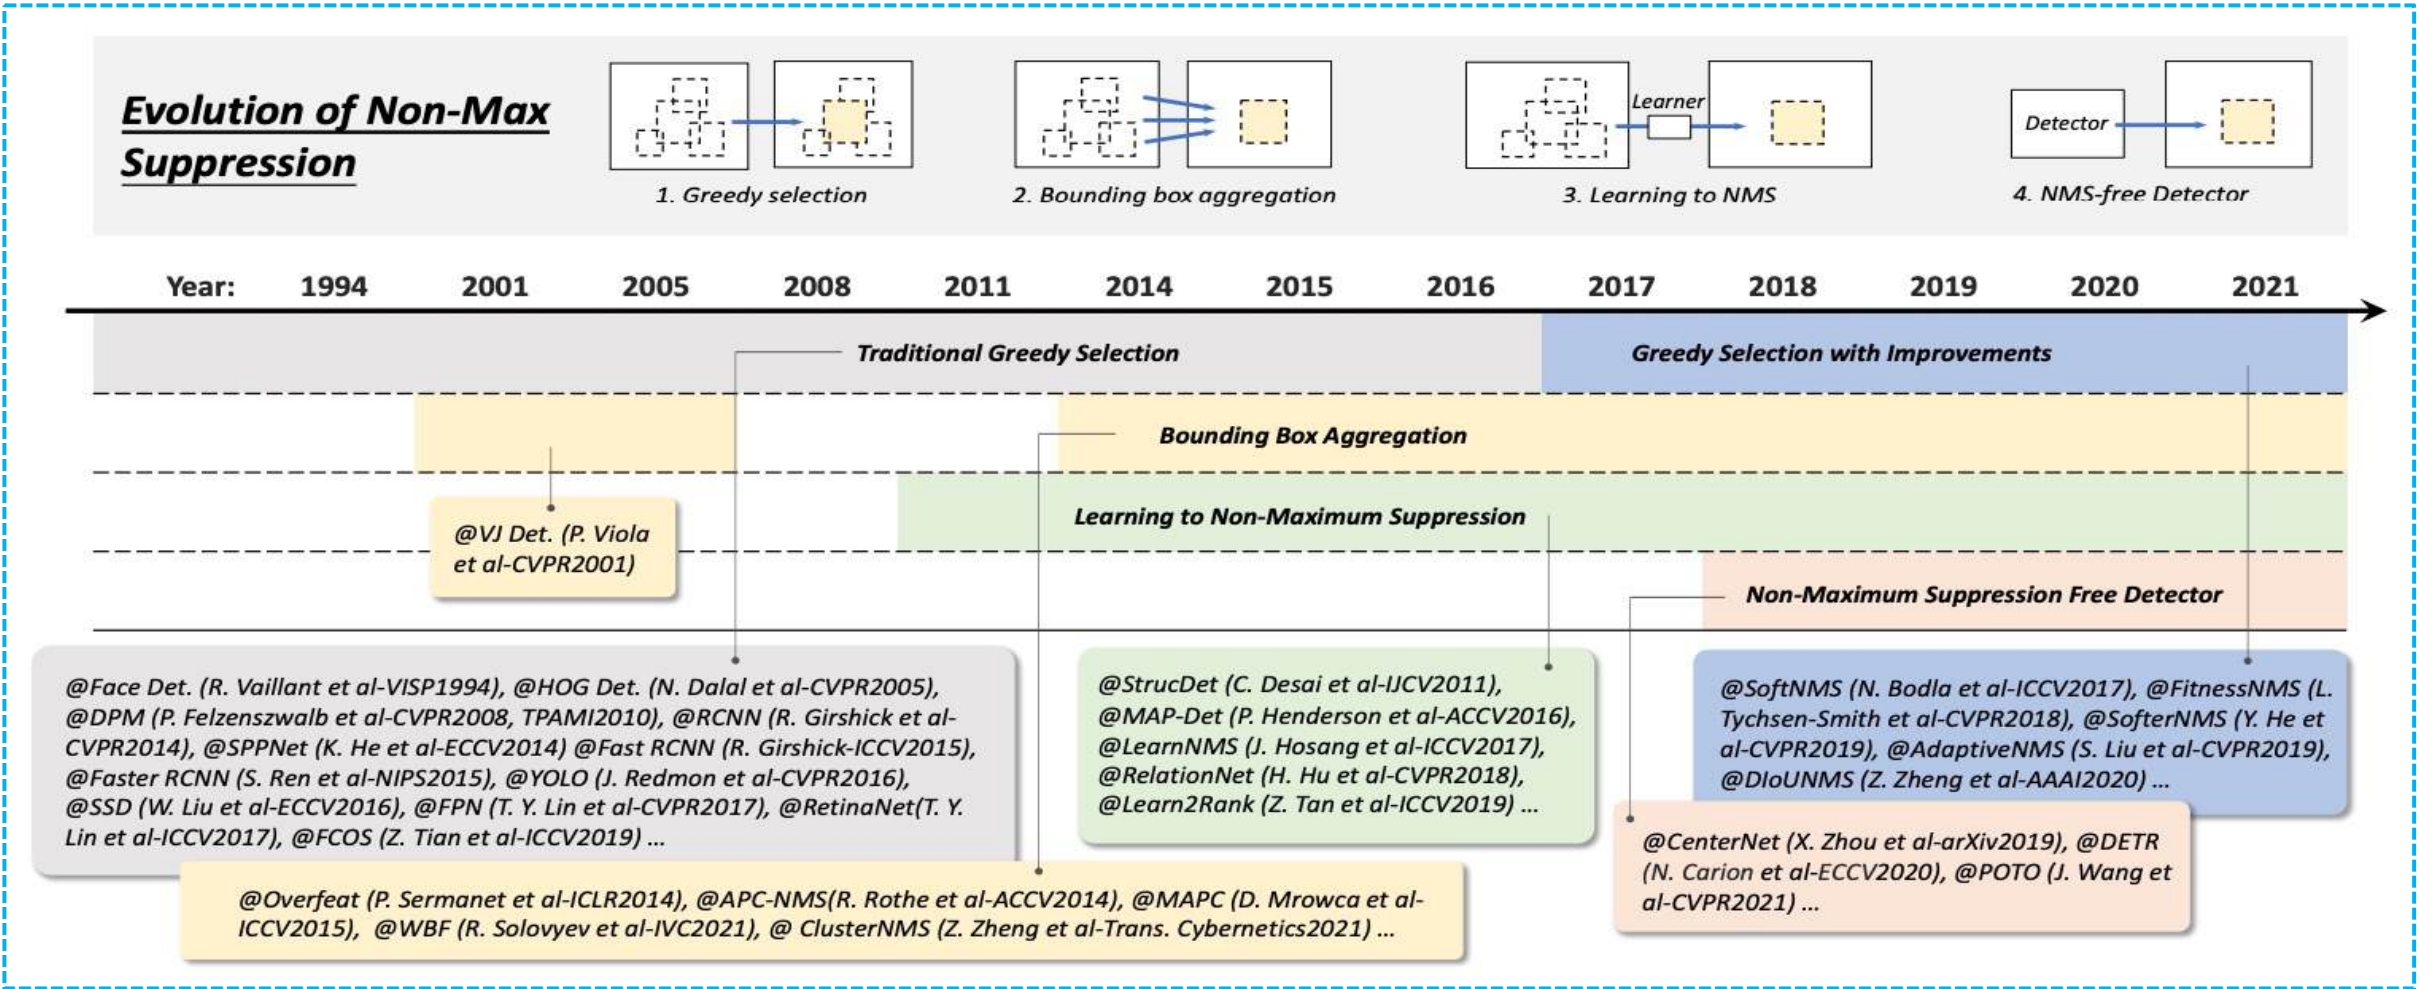 Evolution of Non-Max
Suppression
Learner
Detector
1. Greedy selection
2. Bounding box aggregation
3. Learning to NMS
4. NMS-free Detector
Year: 1994 2001 2005 2008 2011 2014 2015 2016 2017 2018 2019 2020 2021
Traditional Greedy Selection
Greedy Selection with Improvements
Bounding Box Aggregation
Learning to Non-Maximum Suppression
@VJ Det. (P. Viola
et al-CVPR2001)
Non-Maximum Suppression Free Detector
@Face Det. (R. Vaillant et al-VISP1994), @HOG Det. (N. Dalal et al-CVPR2005),
@DPM (P. Felzenszwalb et al-CVPR2008, TPAMI2010), @RCNN (R. Girshick et al-
CVPR2014), @SPPNet (K. He et al-ECCV2014) @Fast RCNN (R. Girshick-ICCV2015),
@Faster RCNN (S. Ren et al-NIPS2015), @YOLO (J. Redmon et al-CVPR2016),
@SSD (W. Liu et al-ECCV2016), @FPN (T. Y. Lin et al-CVPR2017), @RetinaNet(T. Y.
Lin et al-ICCV2017), @FCOS (Z. Tian et al-ICCV2019) ...
@StrucDet (C. Desai et al-IJCV2011),
@MAP-Det (P. Henderson et al-ACCV2016),
@LearnNMS (J. Hosang et al-ICCV2017),
@RelationNet (H. Hu et al-CVPR2018),
@Learn2Rank (Z. Tan et al-ICCV2019) ...
@SoftNMS (N. Bodla et al-ICCV2017), @FitnessNMS (L.
Tychsen-Smith et al-CVPR2018), @SofterNMS (Y. He et
al-CVPR2019), @AdaptiveNMS (S. Liu et al-CVPR2019),
@DIoUNMS (Z. Zheng et al-AAAI2020) ...
@CenterNet (X. Zhou et al-arXiv2019), @DETR
(N. Carion et al-ECCV2020), @POTO (J. Wang et
al-CVPR2021) ...
@Overfeat (P. Sermanet et al-ICLR2014), @APC-NMS(R. Rothe et al-ACCV2014), @MAPC (D. Mrowca et al-
ICCV2015), @WBF (R. Solovyev et al-IVC2021), @ ClusterNMS (Z. Zheng et al-Trans. Cybernetics2021) ...